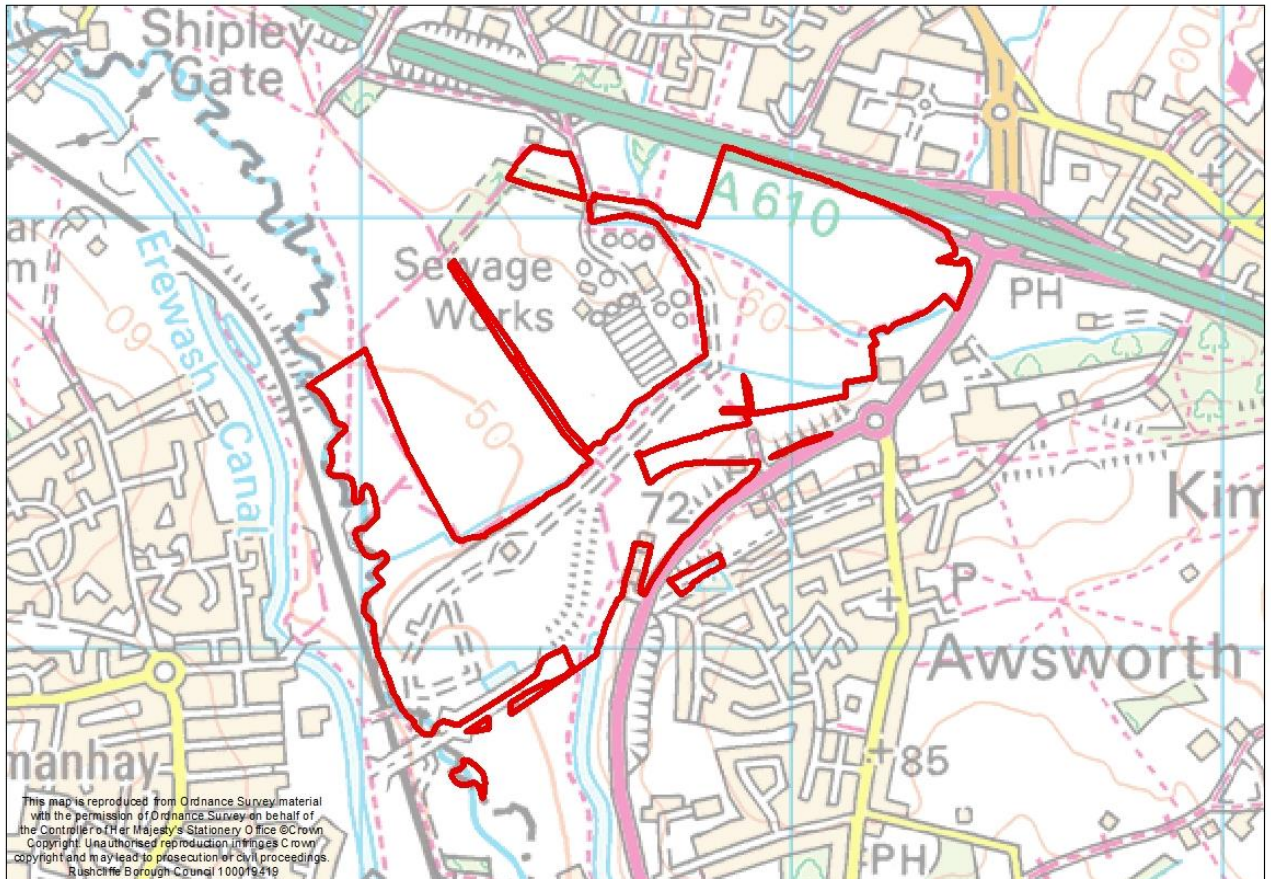 Shipley
Gate
A 610
ar
m
Sewage
Works
PH
60
60
Erewash Canal
50
72
Kim
P
Awsworth
manhay
85
PH
00
This map is reproduced from Ordnance Survey material
with the permission of Ordnance Survey on behalf of
the Controller of Her Majesty's Stationery Office ©Crown
Copyright. Unauthorised reproduction infringes Crown
copyright and may lead to prosecution or civil proceedings.
Rushcliffe Borough Council 100019419